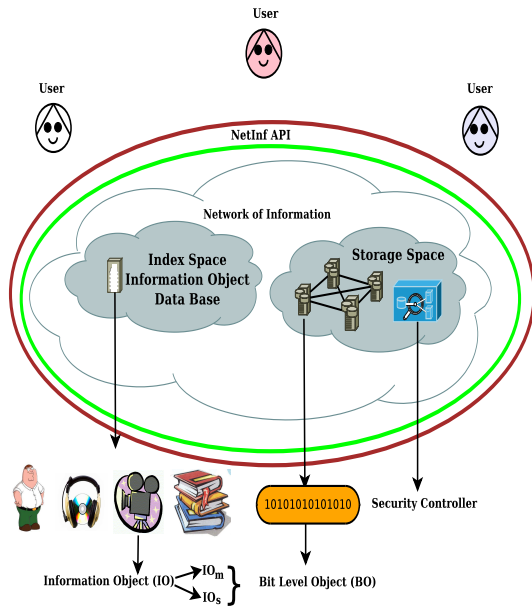 User
User
User
NetInf API
Network of Information
Index Space
Information Object
Data Base
Storage Space
10101010101010
Security Controller
Information Object (IO)
IOm
IOs
}
Bit Level Object (BO)